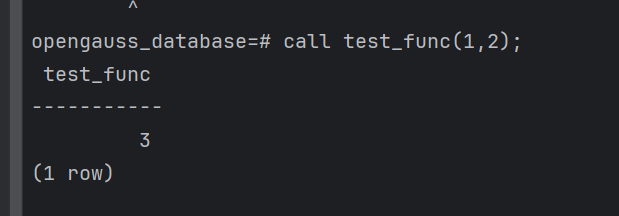 ^
opengauss_database=# call test_func(1,2);
 test_func
-----------
         3
(1 row)